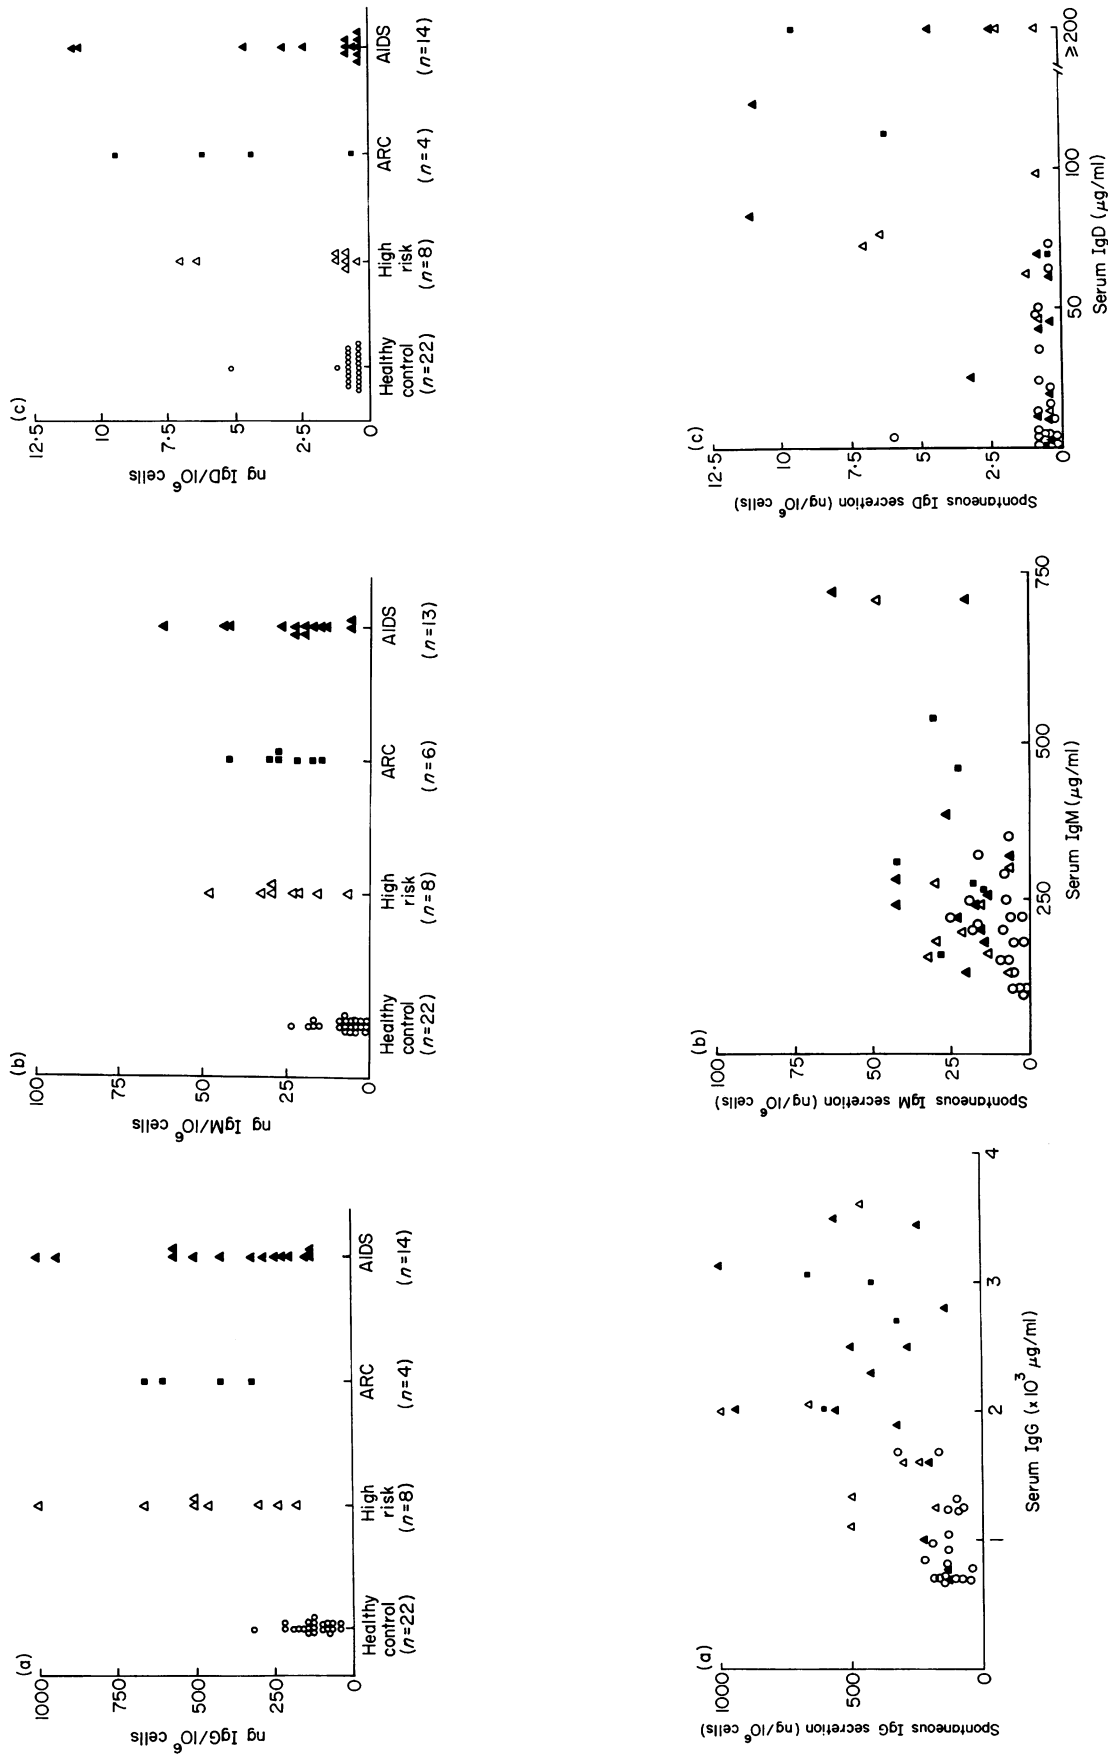 (a)
1000
750
500
250
0
ng IgG/10⁶ cells
Healthy
control
(n=22)
High
risk
(n=8)
ARC
(n=4)
AIDS
(n=14)
(b)
100
75
50
25
0
ng IgM/10⁶ cells
Healthy
control
(n=22)
High
risk
(n=8)
ARC
(n=6)
AIDS
(n=13)
(c)
12·5
10
7·5
5
2·5
0
ng IgD/10⁶ cells
Healthy
control
(n=22)
High
risk
(n=8)
ARC
(n=4)
AIDS
(n=14)
(a)
1000
500
0
Spontaneous IgG secretion (ng/10⁶ cells)
1
2
3
4
Serum IgG (x10³ μg/ml)
(b)
100
75
50
25
0
Spontaneous IgM secretion (ng/10⁶ cells)
250
500
750
Serum IgM (μg/ml)
(c)
12·5
10
7·5
5
2·5
0
Spontaneous IgD secretion (ng/10⁶ cells)
50
100
≥200
Serum IgD (μg/ml)